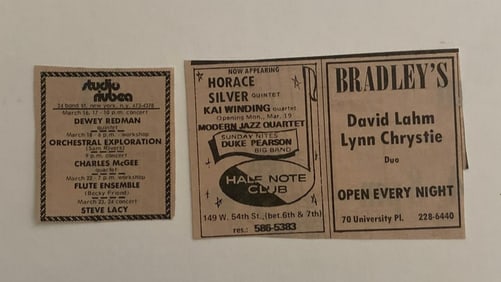 studio
rivbea
24 bond st., new york, n.y. 473-4378
March 16, 17 - 10 p.m. concert
DEWEY REDMAN
quintet
March 18 - 6 p.m. workshop
ORCHESTRAL EXPLORATION
(Sam Rivers)
9 p.m. concert
CHARLES McGEE
quartet
March 22 - 7 p.m. workshop
FLUTE ENSEMBLE
(Becky Friend)
March 23, 24 concert
STEVE LACY
NOW APPEARING
HORACE
SILVER QUINTET
KAI WINDING quartet
Opening Mon., Mar. 19
MODERN JAZZ QUARTET
SUNDAY NITES
DUKE PEARSON
BIG BAND
HALF NOTE
CLUB
149 W. 54th St., (bet. 6th & 7th)
res.: 586-5383
BRADLEY'S
David Lahm
Lynn Chrystie
Duo
OPEN EVERY NIGHT
70 University Pl. 228-6440